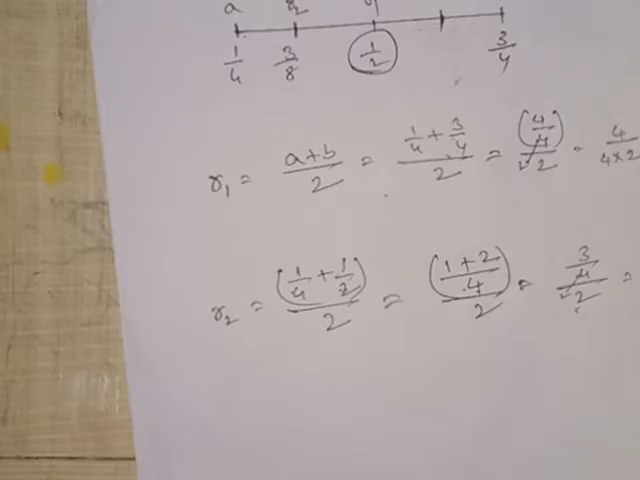 a r₂ r₁
1/4 3/8 1/2 3/4
r₁ = (a+b)/2 = (1/4 + 3/4)/2 = (4/4)/2 = 4/(4×2)
r₂ = (1/4 + 1/2)/2 = ((1+2)/4)/2 = (3/4)/2 =